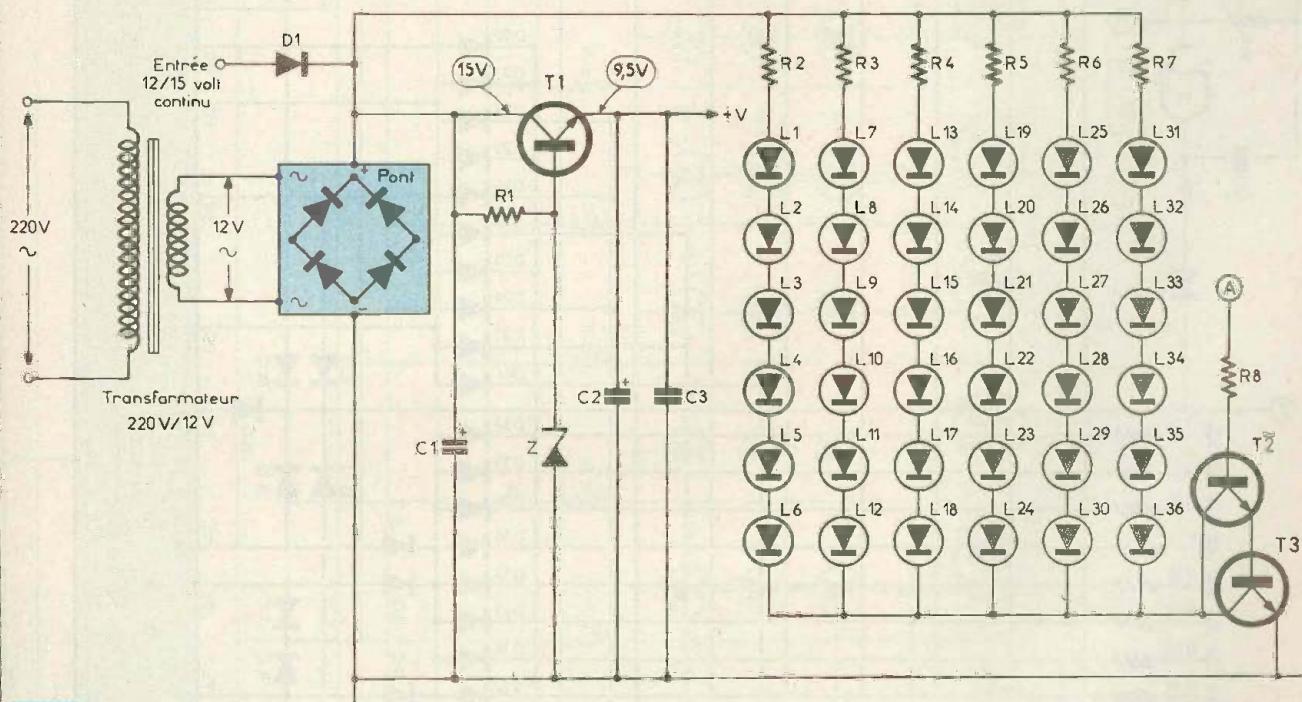 D1
Entrée
12/15 volt
continu
15V
T1
9,5V
+V
R2
R3
R4
R5
R6
R7
220V
~
12V
~
~
~
+
Pont
-
R1
L1
L7
L13
L19
L25
L31
L2
L8
L14
L20
L26
L32
L3
L9
L15
L21
L27
L33
A
L4
L10
L16
L22
L28
L34
R8
Transformateur
220V/12V
C1
+
Z
C2
+
C3
L5
L11
L17
L23
L29
L35
T2
L6
L12
L18
L24
L30
L36
T3